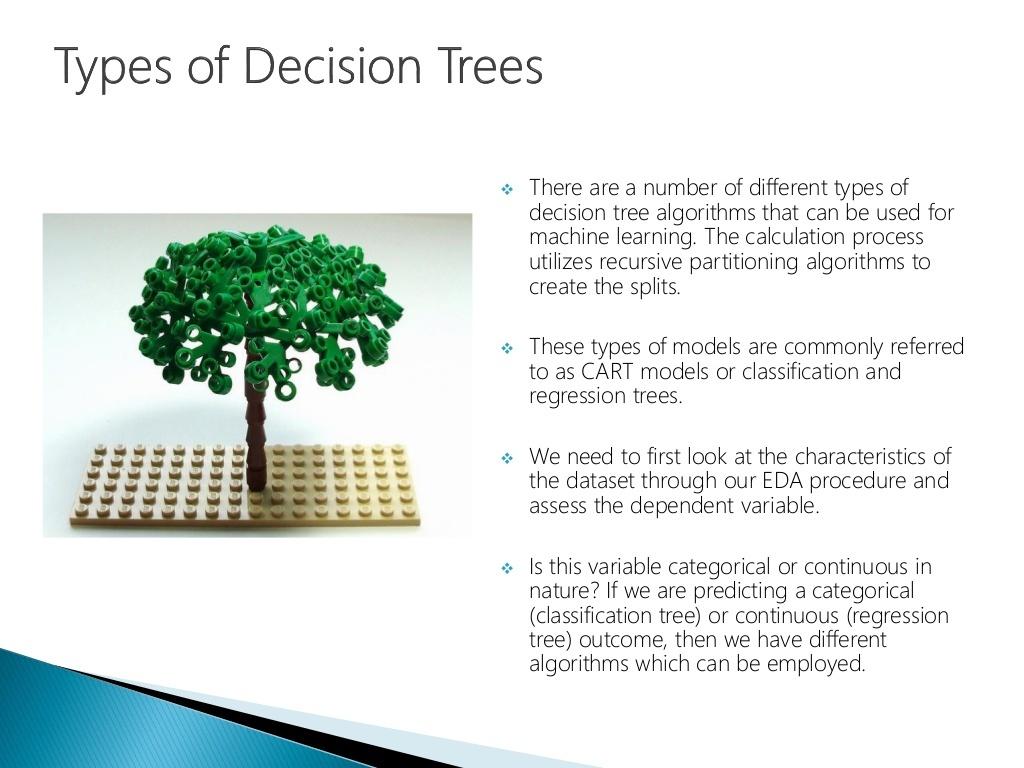 Types of Decision Trees
There are a number of different types of
decision tree algorithms that can be used for
machine learning. The calculation process
utilizes recursive partitioning algorithms to
create the splits.
These types of models are commonly referred
to as CART models or classification and
regression trees.
We need to first look at the characteristics of
the dataset through our EDA procedure and
assess the dependent variable.
Is this variable categorical or continuous in
nature? If we are predicting a categorical
(classification tree) or continuous (regression
tree) outcome, then we have different
algorithms which can be employed.